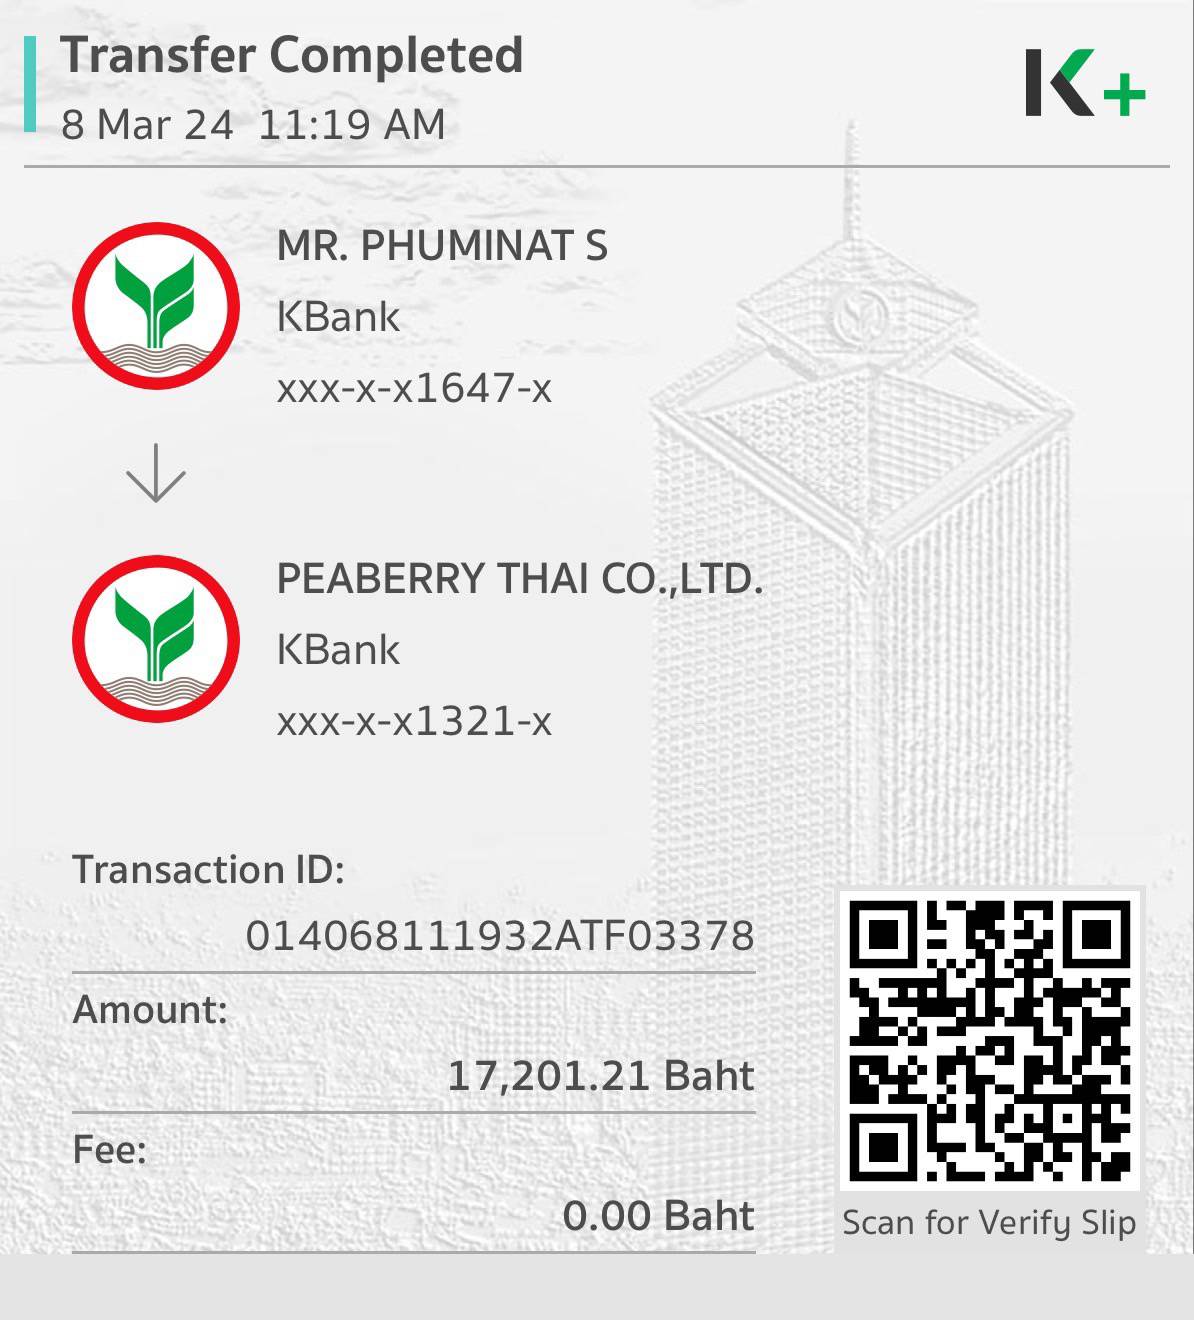 Transfer Completed
8 Mar 24 11:19 AM
K+
MR. PHUMINAT S
KBank
xxx-x-x1647-x
PEABERRY THAI CO.,LTD.
KBank
xxx-x-x1321-x
Transaction ID:
014068111932ATF03378
Amount:
17,201.21 Baht
Fee:
0.00 Baht
Scan for Verify Slip